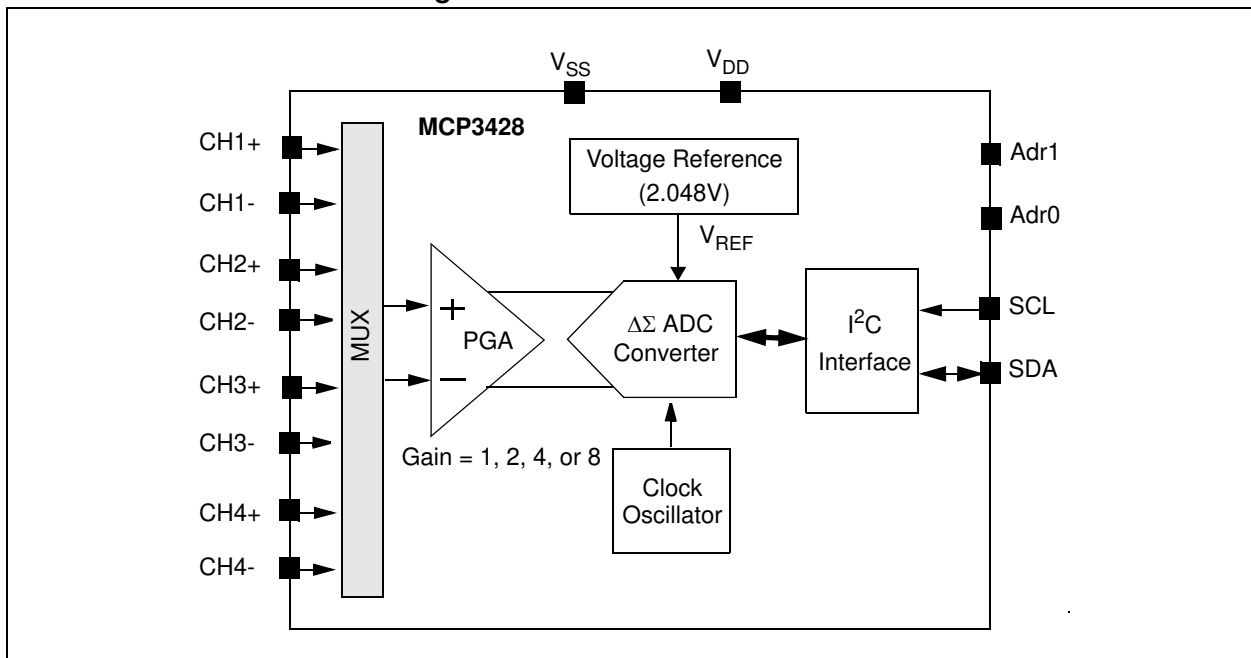 V_SS
V_DD
MCP3428
CH1+
CH1-
CH2+
CH2-
CH3+
CH3-
CH4+
CH4-
MUX
Voltage Reference
(2.048V)
V_REF
+
PGA
−
Gain = 1, 2, 4, or 8
ΔΣ ADC
Converter
Clock
Oscillator
I²C
Interface
Adr1
Adr0
SCL
SDA